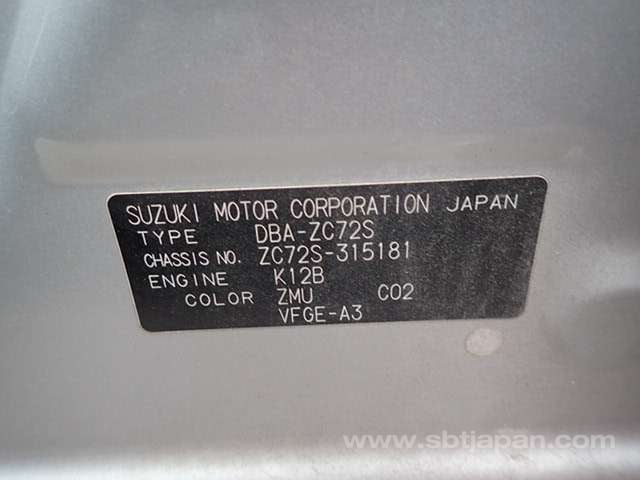 SUZUKI MOTOR CORPORATION JAPAN
TYPE DBA-ZC72S
CHASSIS NO. ZC72S-315181
ENGINE K12B
COLOR ZMU C02
VFGE-A3
www.sbtjapan.com